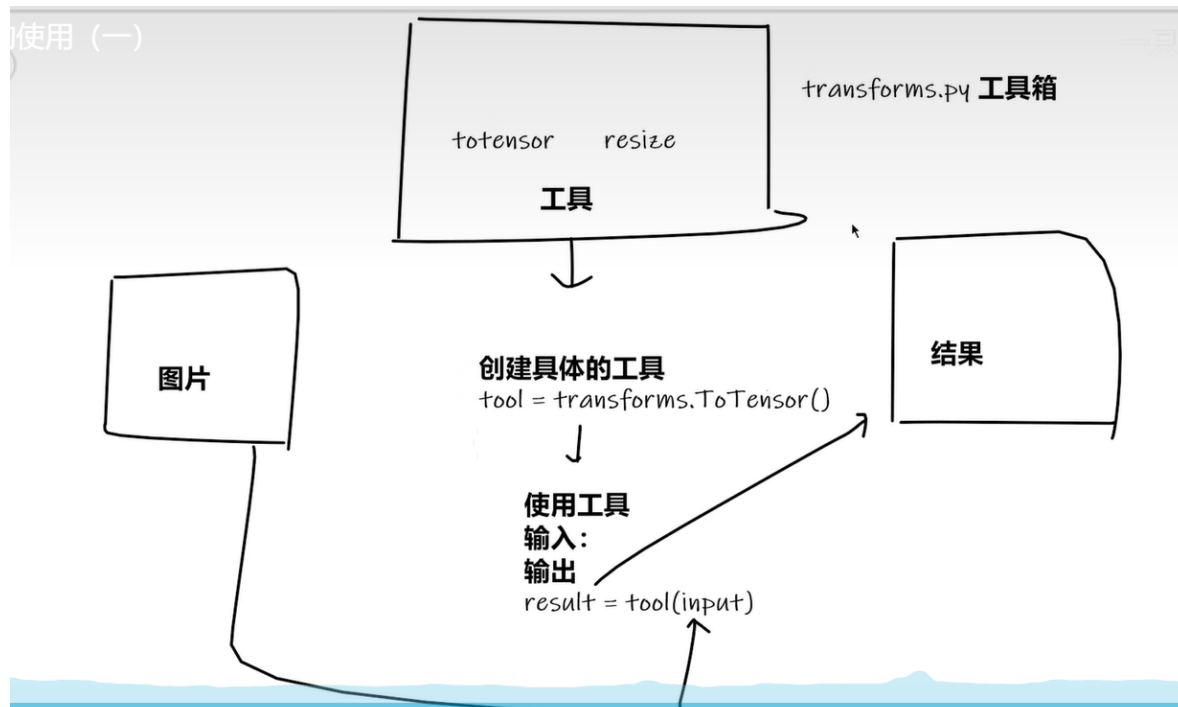 使用（一）
transforms.py 工具箱
totensor resize
工具
图片
创建具体的工具
tool = transforms.ToTensor()
使用工具
输入：
输出
result = tool(input)
结果